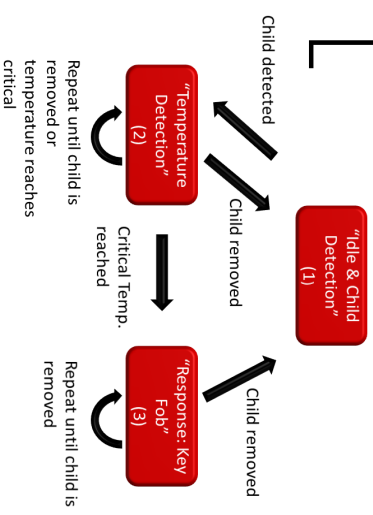 "Idle & Child
Detection"
(1)
Child detected
Child removed
Child removed
"Temperature
Detection"
(2)
Critical Temp.
reached
"Response: Key
Fob"
(3)
Repeat until child is
removed or
temperature reaches
critical
Repeat until child is
removed